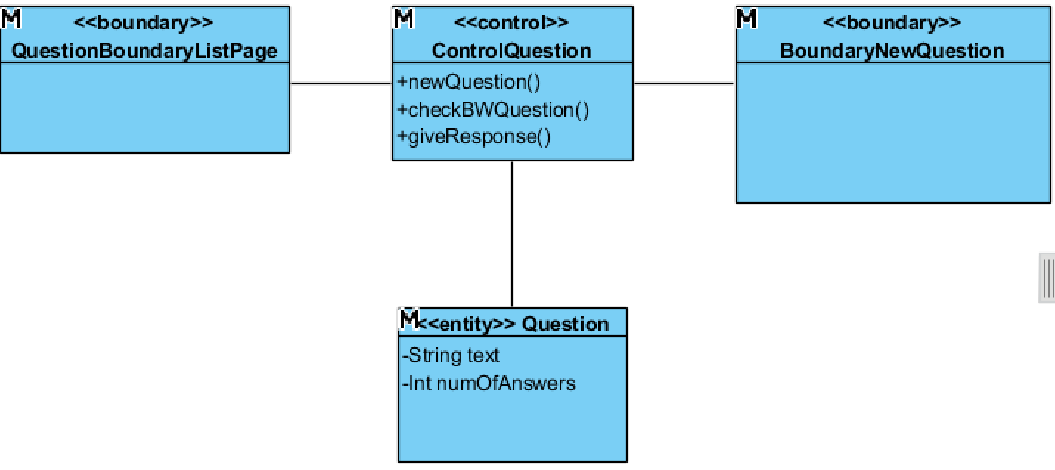 M <<boundary>>
QuestionBoundaryListPage
M <<control>>
ControlQuestion
+newQuestion()
+checkBWQuestion()
+giveResponse()
M <<boundary>>
BoundaryNewQuestion
M <<entity>> Question
-String text
-Int numOfAnswers